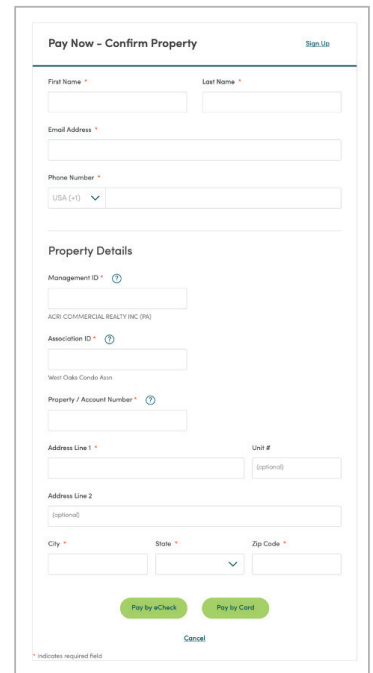 Pay Now - Confirm Property Sign Up
First Name * Last Name *
Email Address *
Phone Number *
USA (+1)
Property Details
Management ID * ?
ACRI COMMERCIAL REALTY INC (PA)
Association ID * ?
West Oaks Condo Assn
Property / Account Number * ?
Address Line 1 * Unit #
(optional)
Address Line 2
(optional)
City * State * Zip Code *
Pay by eCheck Pay by Card
Cancel
* Indicates required field